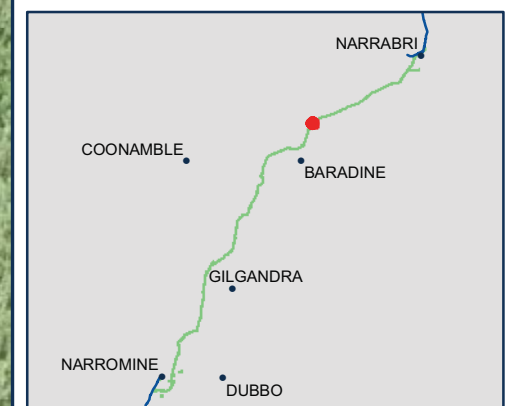 NARRABRI
COONAMBLE
BARADINE
GILGANDRA
NARROMINE
DUBBO